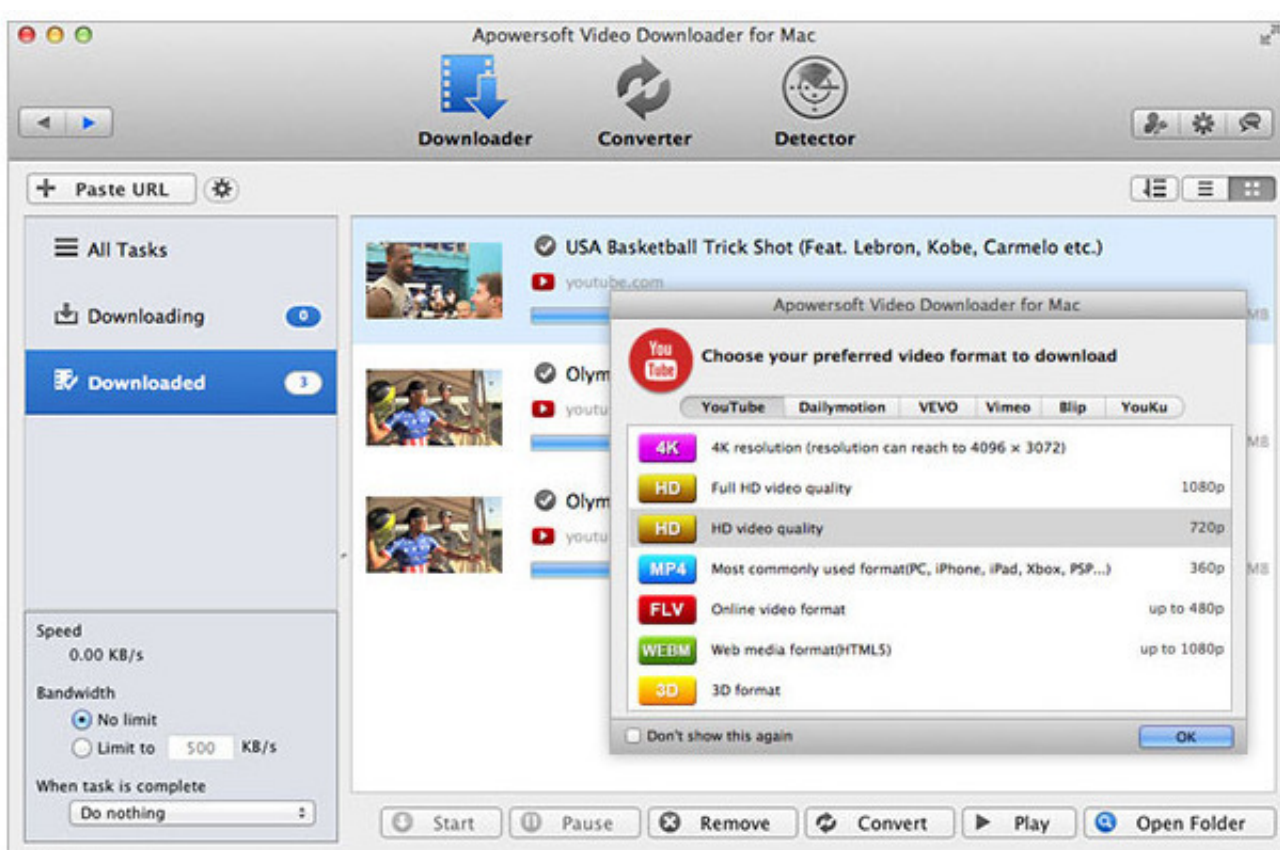 Apowersoft Video Downloader for Mac
Downloader Converter Detector
Paste URL
All Tasks
Downloading 0
Downloaded 3
USA Basketball Trick Shot (Feat. Lebron, Kobe, Carmelo etc.)
youtube.com
MB
Olym
youtu
MB
Olym
youtu
MB
Apowersoft Video Downloader for Mac
You
Tube
Choose your preferred video format to download
YouTube Dailymotion VEVO Vimeo Blip YouKu
4K 4K resolution (resolution can reach to 4096 × 3072)
HD Full HD video quality 1080p
HD HD video quality 720p
MP4 Most commonly used format(PC, iPhone, iPad, Xbox, PSP...) 360p
FLV Online video format up to 480p
WEBM Web media format(HTML5) up to 1080p
3D 3D format
Don't show this again OK
Speed
0.00 KB/s
Bandwidth
No limit
Limit to 500 KB/s
When task is complete
Do nothing
Start Pause Remove Convert Play Open Folder